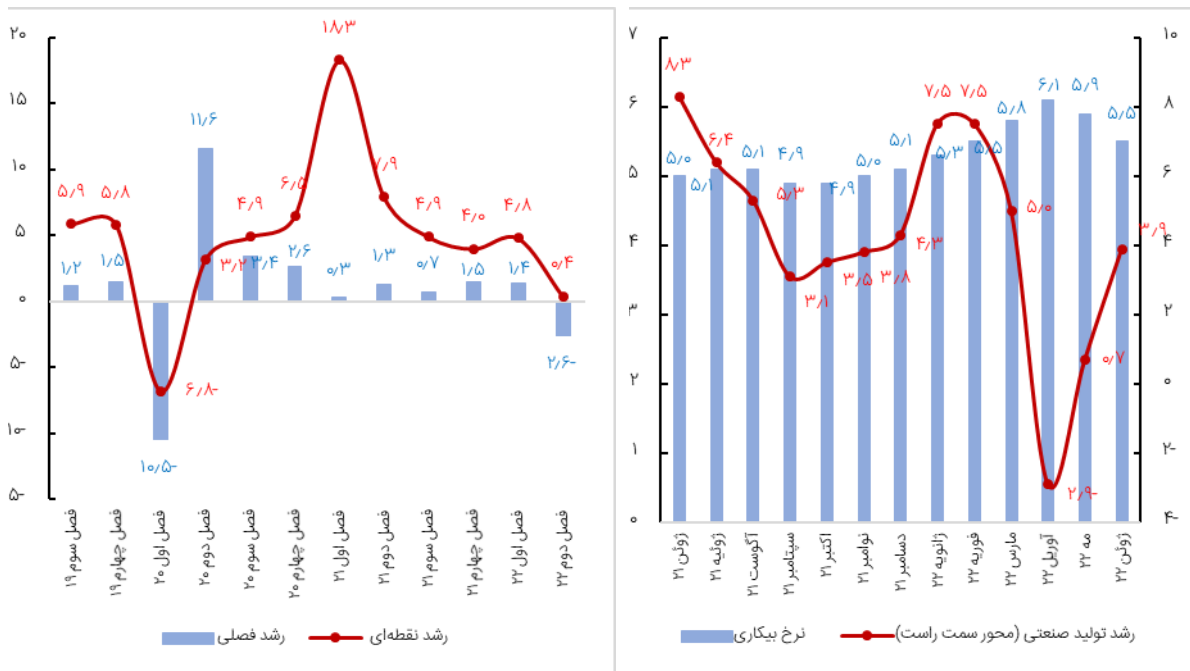 ۱۰
۸
۶
۴
۲
۰
۲-
۴-
۷
۶
۵
۴
۳
۲
۱
۰
۸٫۳
۶٫۴
۵٫۳
۳٫۱
۳٫۵
۳٫۸
۴٫۳
۷٫۵
۷٫۵
۵٫۰
۲٫۹-
۰٫۷
۳٫۹
۵٫۰
۵٫۱
۵٫۱
۴٫۹
۴٫۹
۵٫۰
۵٫۱
۵٫۳
۵٫۵
۵٫۸
۶٫۱
۵٫۹
۵٫۵
ژوئن ۲۱
ژوئیه ۲۱
آگوست ۲۱
سپتامبر ۲۱
اکتبر ۲۱
نوامبر ۲۱
دسامبر ۲۱
ژانویه ۲۲
فوریه ۲۲
مارس ۲۲
آوریل ۲۲
مه ۲۲
ژوئن ۲۲
رشد تولید صنعتی (محور سمت راست)
نرخ بیکاری
۲۰
۱۵
۱۰
۵
۰
۵-
۱۰-
۵-
۵٫۹
۵٫۸
۶٫۸-
۳٫۲
۴٫۹
۶٫۵
۱۸٫۳
۷٫۹
۴٫۹
۴٫۰
۴٫۸
۰٫۴
۱٫۲
۱٫۵
۱۰٫۵-
۱۱٫۶
۳٫۴
۲٫۶
۰٫۳
۱٫۳
۰٫۷
۱٫۵
۱٫۴
۲٫۶-
فصل سوم ۱۹
فصل چهارم ۱۹
فصل اول ۲۰
فصل دوم ۲۰
فصل سوم ۲۰
فصل چهارم ۲۰
فصل اول ۲۱
فصل دوم ۲۱
فصل سوم ۲۱
فصل چهارم ۲۱
فصل اول ۲۲
فصل دوم ۲۲
رشد نقطه‌ای
رشد فصلی